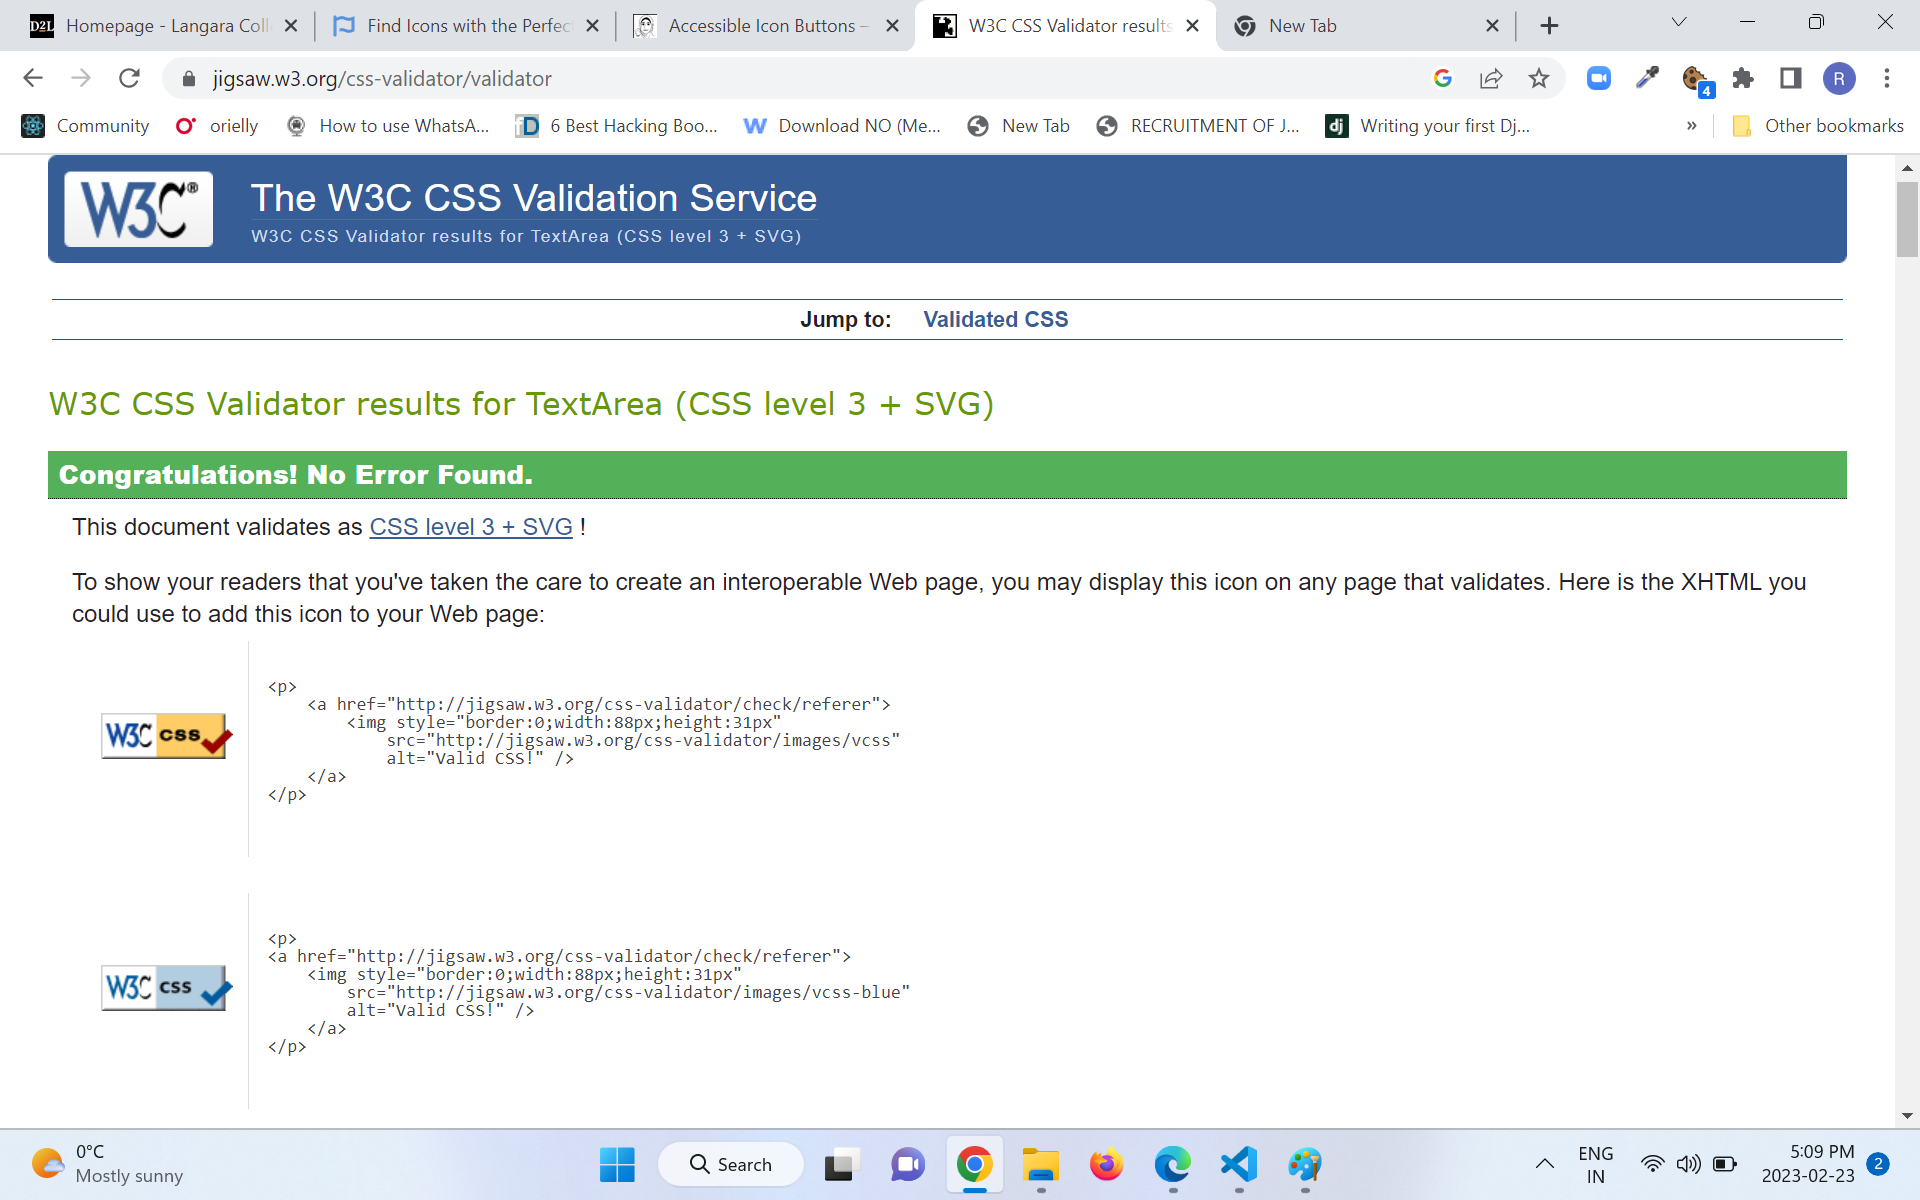 D2L Homepage - Langara Coll
Find Icons with the Perfec
Accessible Icon Buttons –
W3C CSS Validator results
New Tab
jigsaw.w3.org/css-validator/validator
4
R
Community
orielly
How to use WhatsA...
6 Best Hacking Boo...
Download NO (Me...
New Tab
RECRUITMENT OF J...
dj Writing your first Dj...
»
Other bookmarks
W3C®
The W3C CSS Validation Service
W3C CSS Validator results for TextArea (CSS level 3 + SVG)
Jump to: Validated CSS
W3C CSS Validator results for TextArea (CSS level 3 + SVG)
Congratulations! No Error Found.
This document validates as CSS level 3 + SVG !
To show your readers that you've taken the care to create an interoperable Web page, you may display this icon on any page that validates. Here is the XHTML you
could use to add this icon to your Web page:
W3C css
<p>
<a href="http://jigsaw.w3.org/css-validator/check/referer">
<img style="border:0;width:88px;height:31px"
src="http://jigsaw.w3.org/css-validator/images/vcss"
alt="Valid CSS!" />
</a>
</p>
W3C css
<p>
<a href="http://jigsaw.w3.org/css-validator/check/referer">
<img style="border:0;width:88px;height:31px"
src="http://jigsaw.w3.org/css-validator/images/vcss-blue"
alt="Valid CSS!" />
</a>
</p>
0°C
Mostly sunny
Search
ENG
IN
5:09 PM
2023-02-23
2